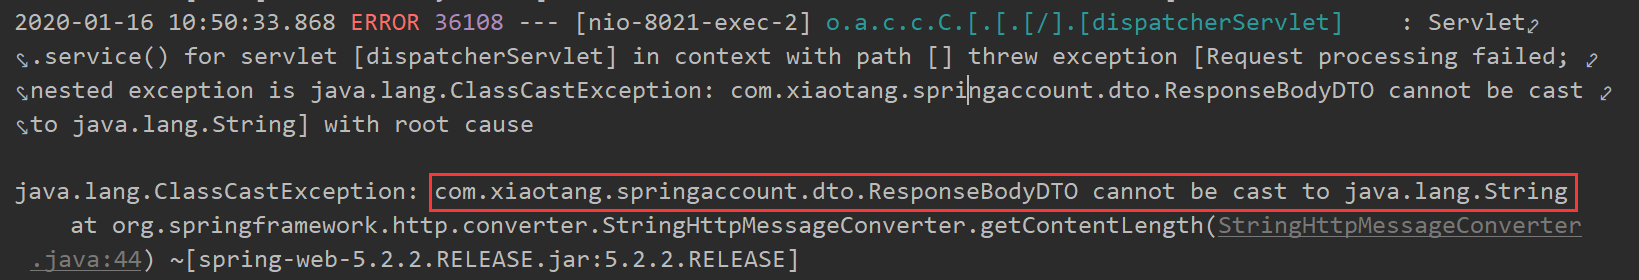 2020-01-16 10:50:33.868 ERROR 36108 --- [nio-8021-exec-2] o.a.c.c.C.[.[.[/].[dispatcherServlet]    : Servlet
.service() for servlet [dispatcherServlet] in context with path [] threw exception [Request processing failed;
nested exception is java.lang.ClassCastException: com.xiaotang.springaccount.dto.ResponseBodyDTO cannot be cast
to java.lang.String] with root cause
java.lang.ClassCastException: com.xiaotang.springaccount.dto.ResponseBodyDTO cannot be cast to java.lang.String
at org.springframework.http.converter.StringHttpMessageConverter.getContentLength(StringHttpMessageConverter
.java:44) ~[spring-web-5.2.2.RELEASE.jar:5.2.2.RELEASE]